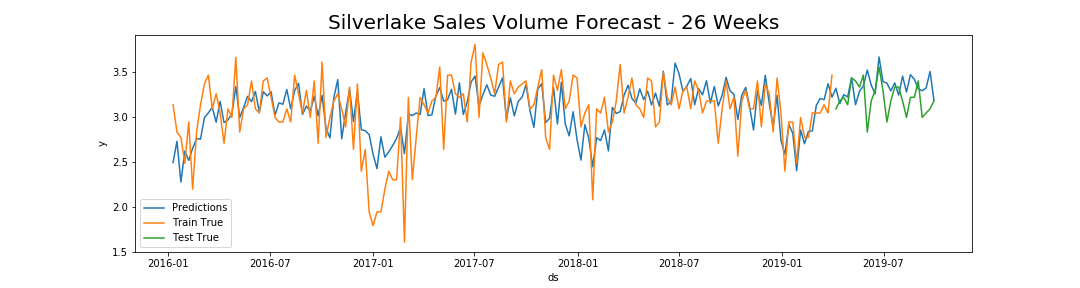 Silverlake Sales Volume Forecast - 26 Weeks
y
3.5
3.0
2.5
2.0
1.5
Predictions
Train True
Test True
2016-01 2016-07 2017-01 2017-07 2018-01 2018-07 2019-01 2019-07
ds